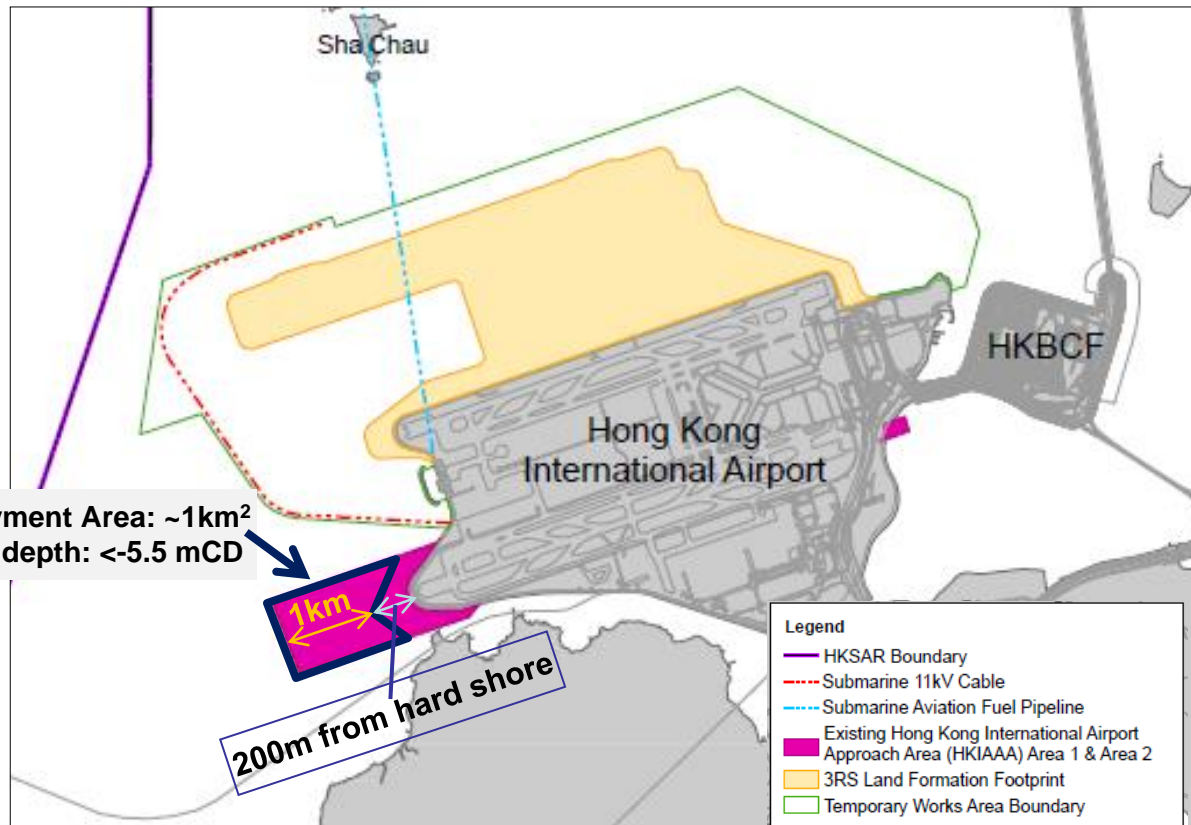 Sha Chau
HKBCF
Hong Kong
International Airport
yment Area: ~1km²
depth: <-5.5 mCD
1km
200m from hard shore
Legend
HKSAR Boundary
Submarine 11kV Cable
Submarine Aviation Fuel Pipeline
Existing Hong Kong International Airport
Approach Area (HKIAAA) Area 1 & Area 2
3RS Land Formation Footprint
Temporary Works Area Boundary